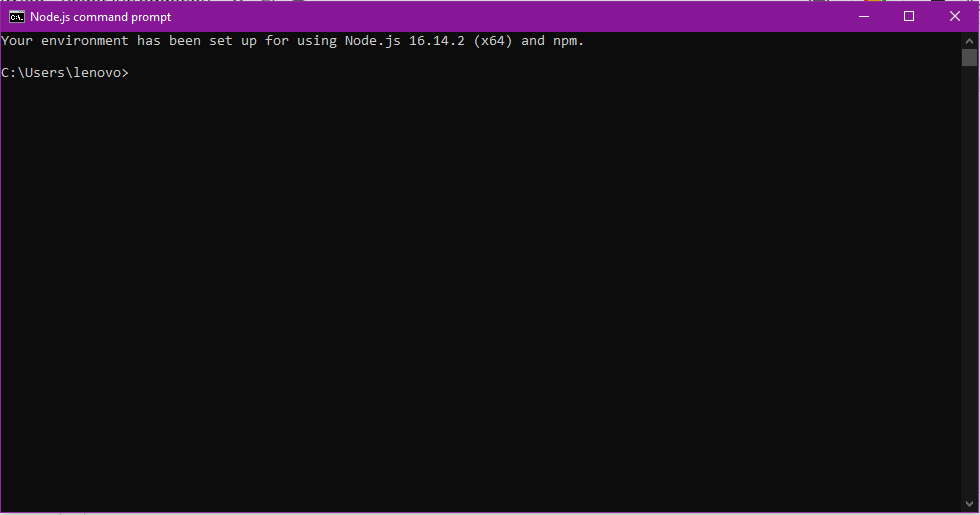 Node.js command prompt
Your environment has been set up for using Node.js 16.14.2 (x64) and npm.
C:\Users\lenovo>